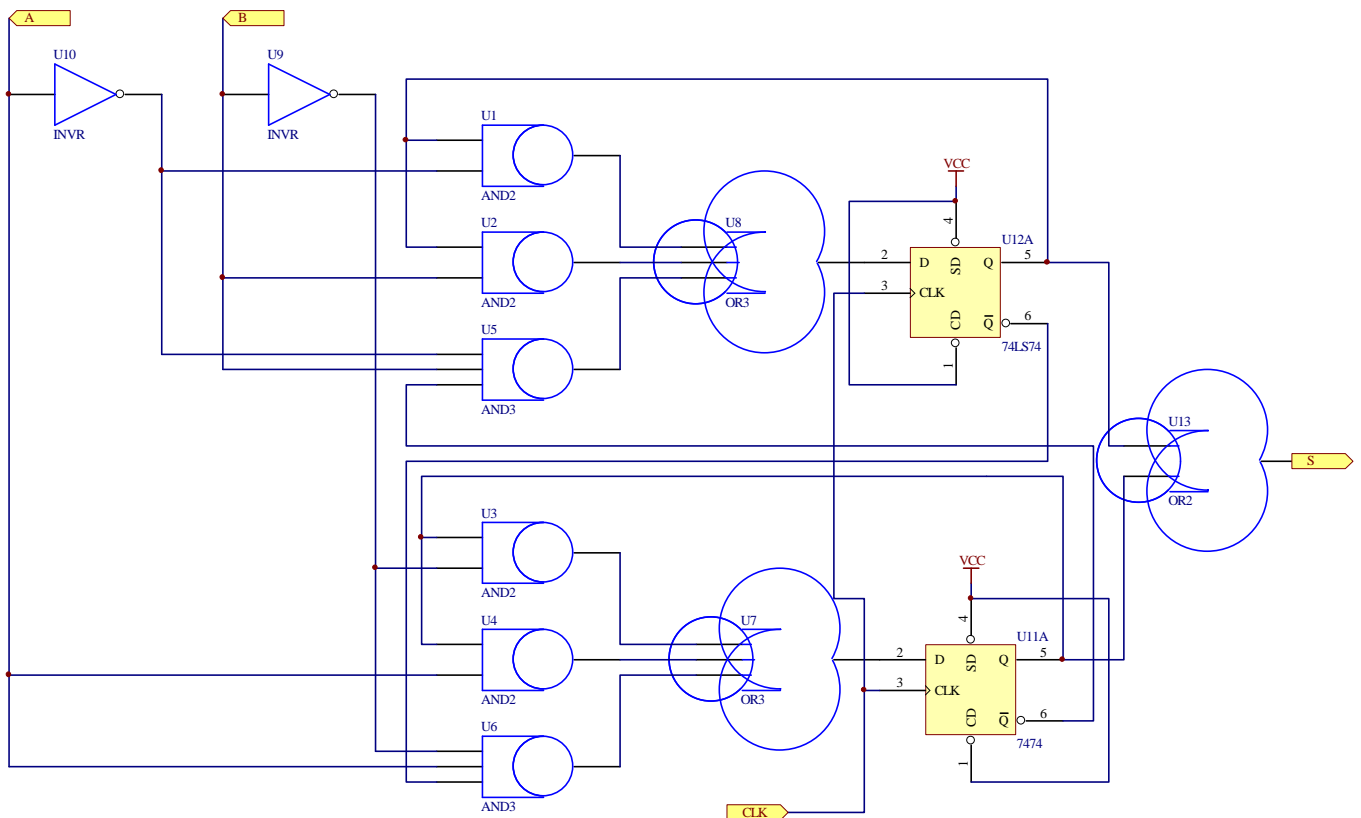 A
B
U10
INVR
U9
INVR
U1
AND2
U2
AND2
U5
AND3
U8
OR3
VCC
4
U12A
2
D
SD
Q
5
3
CLK
CD
Q
6
74LS74
1
U13
OR2
S
U3
AND2
U4
AND2
U6
AND3
U7
OR3
VCC
4
U11A
2
D
SD
Q
5
3
CLK
CD
Q
6
7474
1
CLK